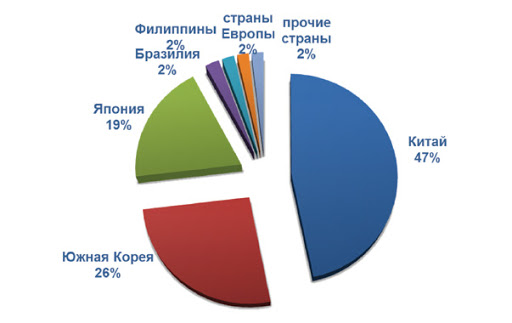 Филиппины
2%
страны
Европы
2%
прочие
страны
2%
Бразилия
2%
Япония
19%
Китай
47%
Южная Корея
26%